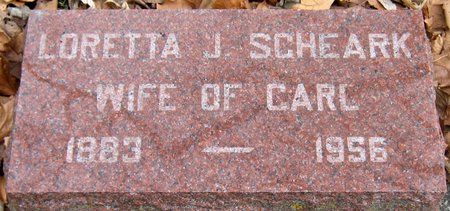 LORETTA J. SCHEARK
WIFE OF CARL
1883 — 1956